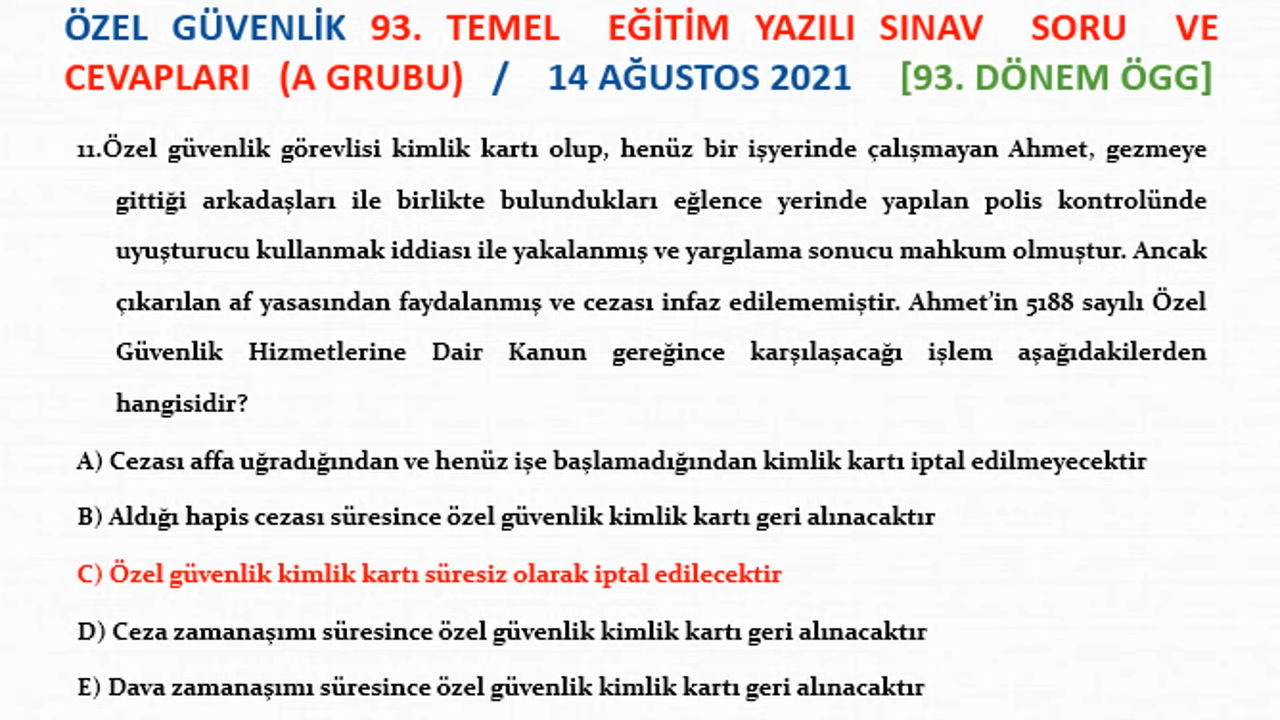 ÖZEL GÜVENLİK 93. TEMEL EĞİTİM YAZILI SINAV SORU VE
CEVAPLARI (A GRUBU) / 14 AĞUSTOS 2021 [93. DÖNEM ÖGG]
11.Özel güvenlik görevlisi kimlik kartı olup, henüz bir işyerinde çalışmayan Ahmet, gezmeye
gittiği arkadaşları ile birlikte bulundukları eğlence yerinde yapılan polis kontrolünde
uyuşturucu kullanmak iddiası ile yakalanmış ve yargılama sonucu mahkum olmuştur. Ancak
çıkarılan af yasasından faydalanmış ve cezası infaz edilememiştir. Ahmet’in 5188 sayılı Özel
Güvenlik Hizmetlerine Dair Kanun gereğince karşılaşacağı işlem aşağıdakilerden
hangisidir?
A) Cezası affa uğradığından ve henüz işe başlamadığından kimlik kartı iptal edilmeyecektir
B) Aldığı hapis cezası süresince özel güvenlik kimlik kartı geri alınacaktır
C) Özel güvenlik kimlik kartı süresiz olarak iptal edilecektir
D) Ceza zamanaşımı süresince özel güvenlik kimlik kartı geri alınacaktır
E) Dava zamanaşımı süresince özel güvenlik kimlik kartı geri alınacaktır